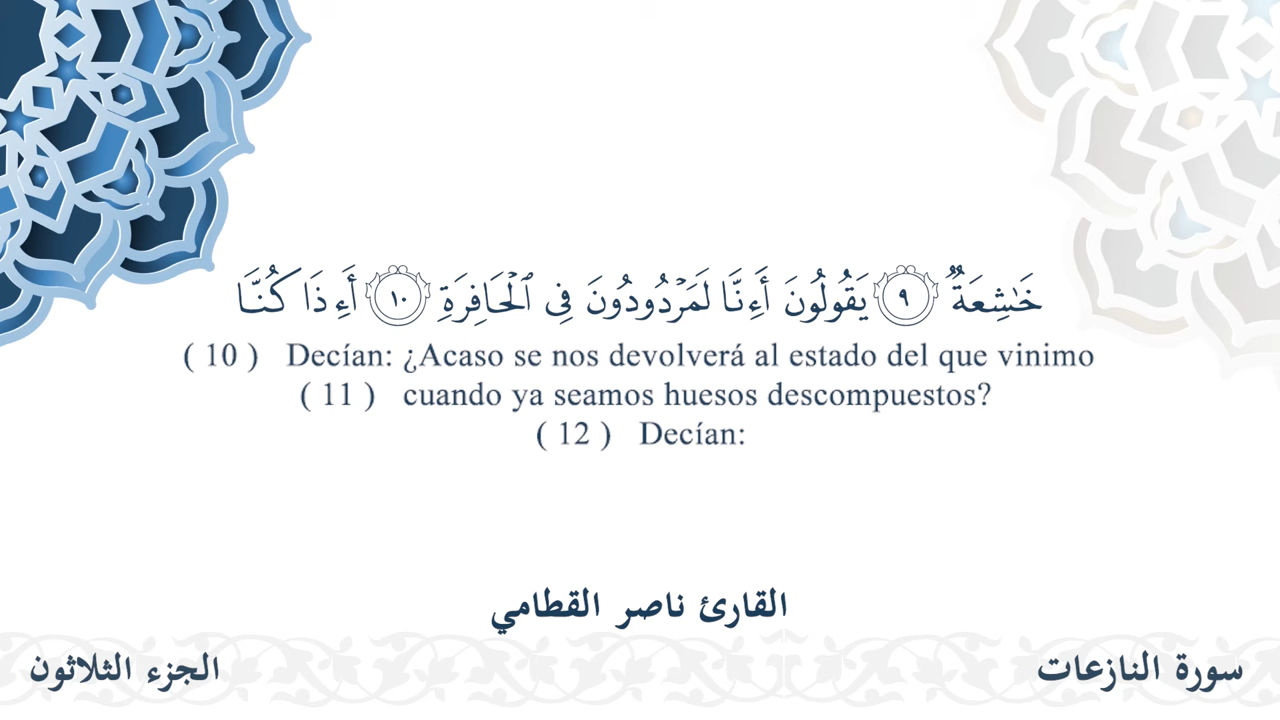 خَٰشِعَةٌ ۝٩ يَقُولُونَ أَءِنَّا لَمَرْدُودُونَ فِى ٱلْحَافِرَةِ ۝١٠ أَءِذَا كُنَّا
( 10 ) Decían: ¿Acaso se nos devolverá al estado del que vinimo
( 11 ) cuando ya seamos huesos descompuestos?
( 12 ) Decían:
القارئ ناصر القطامي
سورة النازعات
الجزء الثلاثون